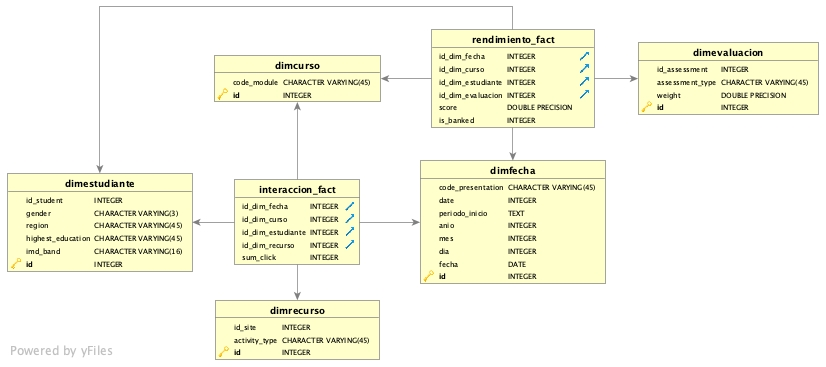 rendimiento_fact
id_dim_fecha INTEGER
id_dim_curso INTEGER
id_dim_estudiante INTEGER
id_dim_evaluacion INTEGER
score DOUBLE PRECISION
is_banked INTEGER
dimevaluacion
id_assessment INTEGER
assessment_type CHARACTER VARYING(45)
weight DOUBLE PRECISION
id INTEGER
dimcurso
code_module CHARACTER VARYING(45)
id INTEGER
dimestudiante
id_student INTEGER
gender CHARACTER VARYING(3)
region CHARACTER VARYING(45)
highest_education CHARACTER VARYING(45)
imd_band CHARACTER VARYING(16)
id INTEGER
interaccion_fact
id_dim_fecha INTEGER
id_dim_curso INTEGER
id_dim_estudiante INTEGER
id_dim_recurso INTEGER
sum_click INTEGER
dimfecha
code_presentation CHARACTER VARYING(45)
date INTEGER
periodo_inicio TEXT
anio INTEGER
mes INTEGER
dia INTEGER
fecha DATE
id INTEGER
dimrecurso
id_site INTEGER
activity_type CHARACTER VARYING(45)
id INTEGER
Powered by yFiles